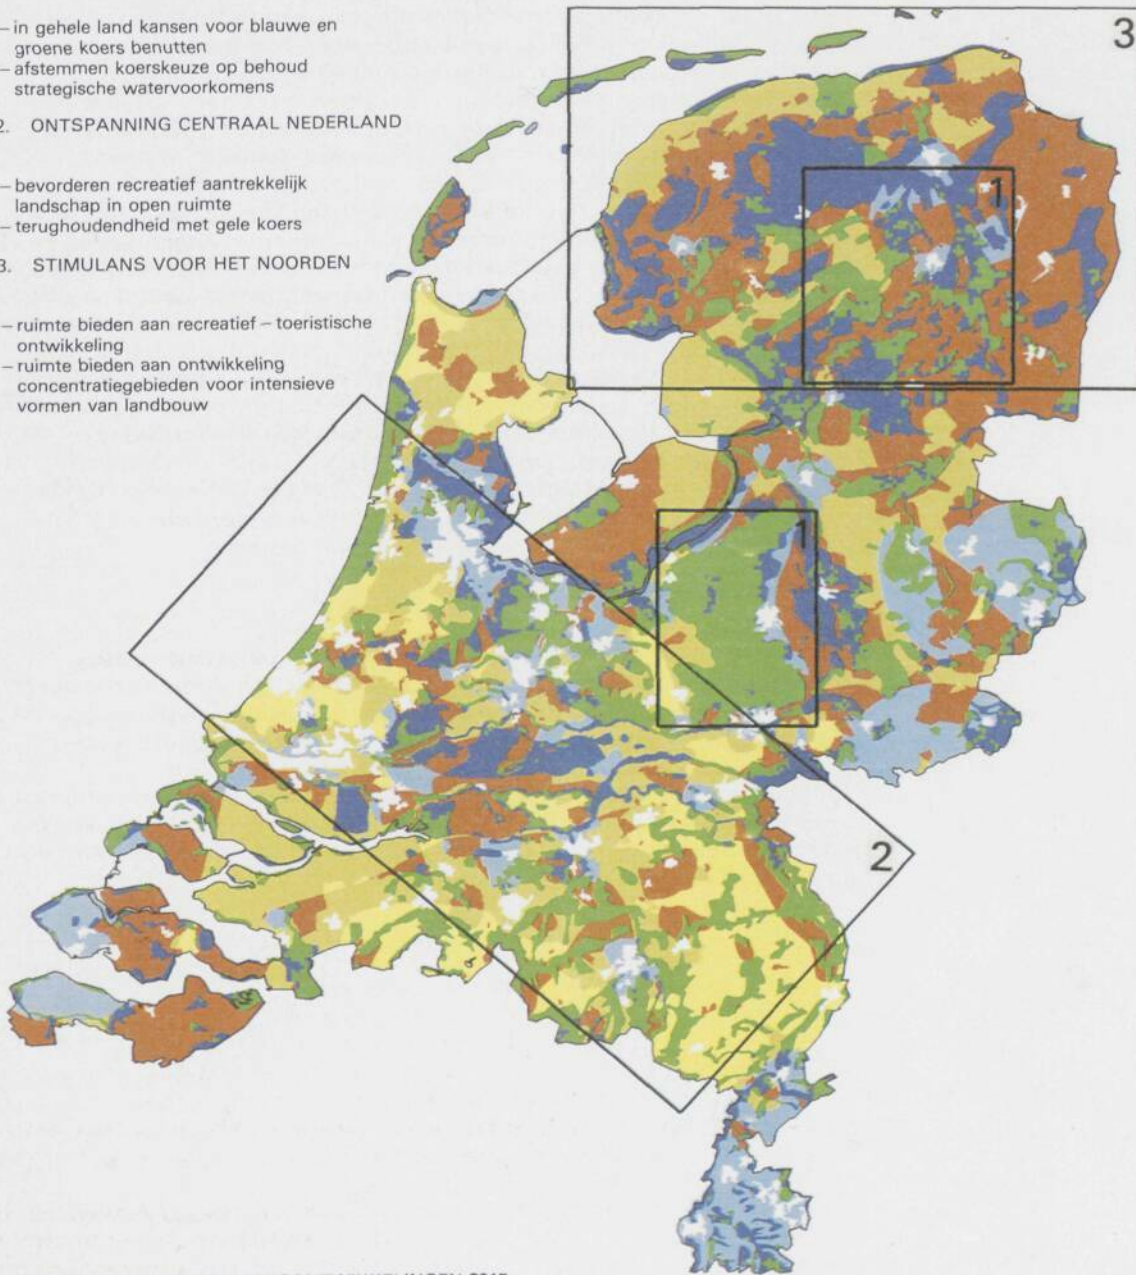 – in gehele land kansen voor blauwe en
groene koers benutten
– afstemmen koerskeuze op behoud
strategische watervoorkomens
2. ONTSPANNING CENTRAAL NEDERLAND
– bevorderen recreatief aantrekkelijk
landschap in open ruimte
– terughoudendheid met gele koers
3. STIMULANS VOOR HET NOORDEN
– ruimte bieden aan recreatief – toeristische
ontwikkeling
– ruimte bieden aan ontwikkeling
concentratiegebieden voor intensieve
vormen van landbouw
3
1
1
2